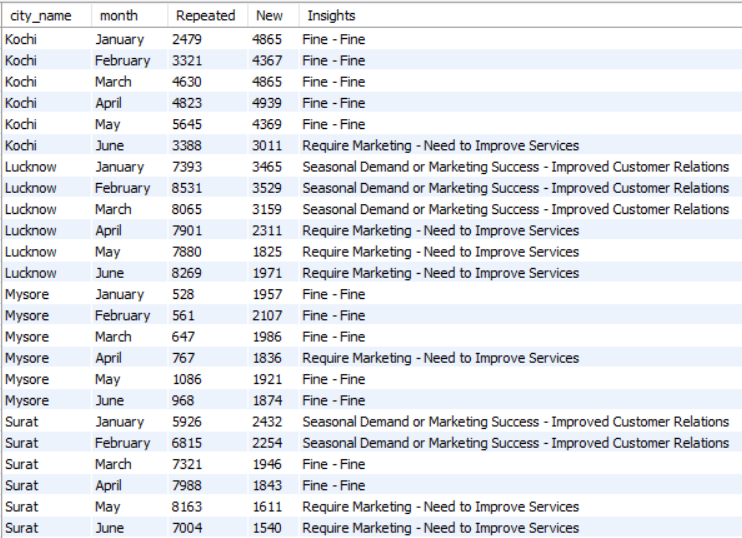 city_name month Repeated New Insights
Kochi January 2479 4865 Fine - Fine
Kochi February 3321 4367 Fine - Fine
Kochi March 4630 4865 Fine - Fine
Kochi April 4823 4939 Fine - Fine
Kochi May 5645 4369 Fine - Fine
Kochi June 3388 3011 Require Marketing - Need to Improve Services
Lucknow January 7393 3465 Seasonal Demand or Marketing Success - Improved Customer Relations
Lucknow February 8531 3529 Seasonal Demand or Marketing Success - Improved Customer Relations
Lucknow March 8065 3159 Seasonal Demand or Marketing Success - Improved Customer Relations
Lucknow April 7901 2311 Require Marketing - Need to Improve Services
Lucknow May 7880 1825 Require Marketing - Need to Improve Services
Lucknow June 8269 1971 Require Marketing - Need to Improve Services
Mysore January 528 1957 Fine - Fine
Mysore February 561 2107 Fine - Fine
Mysore March 647 1986 Fine - Fine
Mysore April 767 1836 Require Marketing - Need to Improve Services
Mysore May 1086 1921 Fine - Fine
Mysore June 968 1874 Fine - Fine
Surat January 5926 2432 Seasonal Demand or Marketing Success - Improved Customer Relations
Surat February 6815 2254 Seasonal Demand or Marketing Success - Improved Customer Relations
Surat March 7321 1946 Fine - Fine
Surat April 7988 1843 Fine - Fine
Surat May 8163 1611 Require Marketing - Need to Improve Services
Surat June 7004 1540 Require Marketing - Need to Improve Services